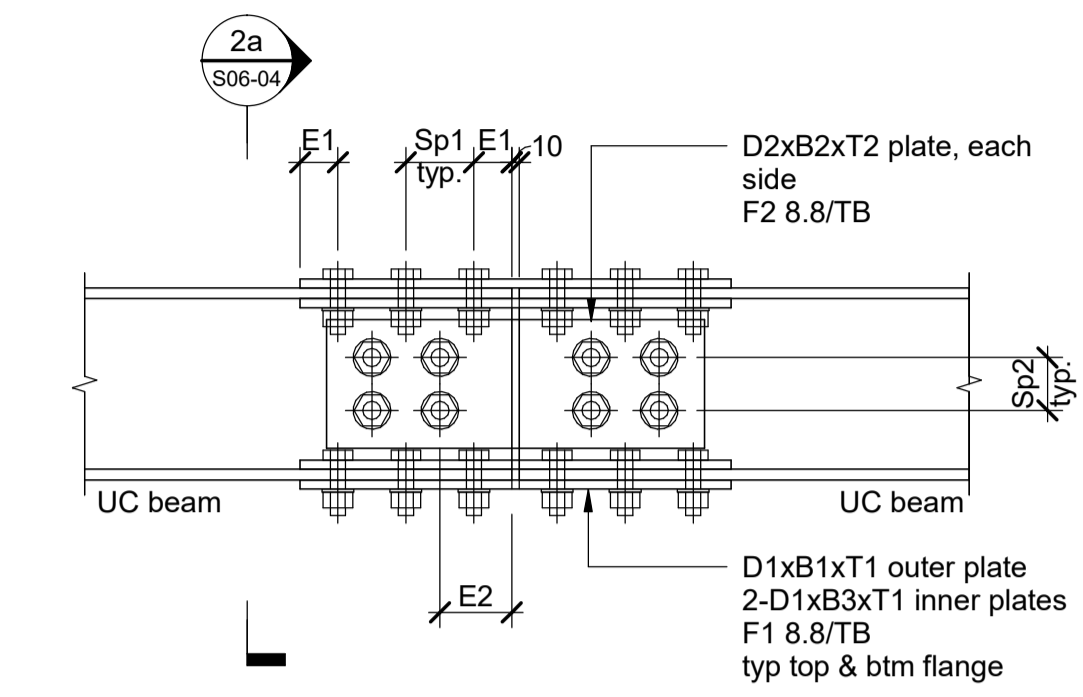 2a
S06-04
E1
Sp1
typ.
E1
10
D2xB2xT2 plate, each
side
F2 8.8/TB
Sp2
typ.
UC beam
UC beam
E2
D1xB1xT1 outer plate
2-D1xB3xT1 inner plates
F1 8.8/TB
typ top & btm flange